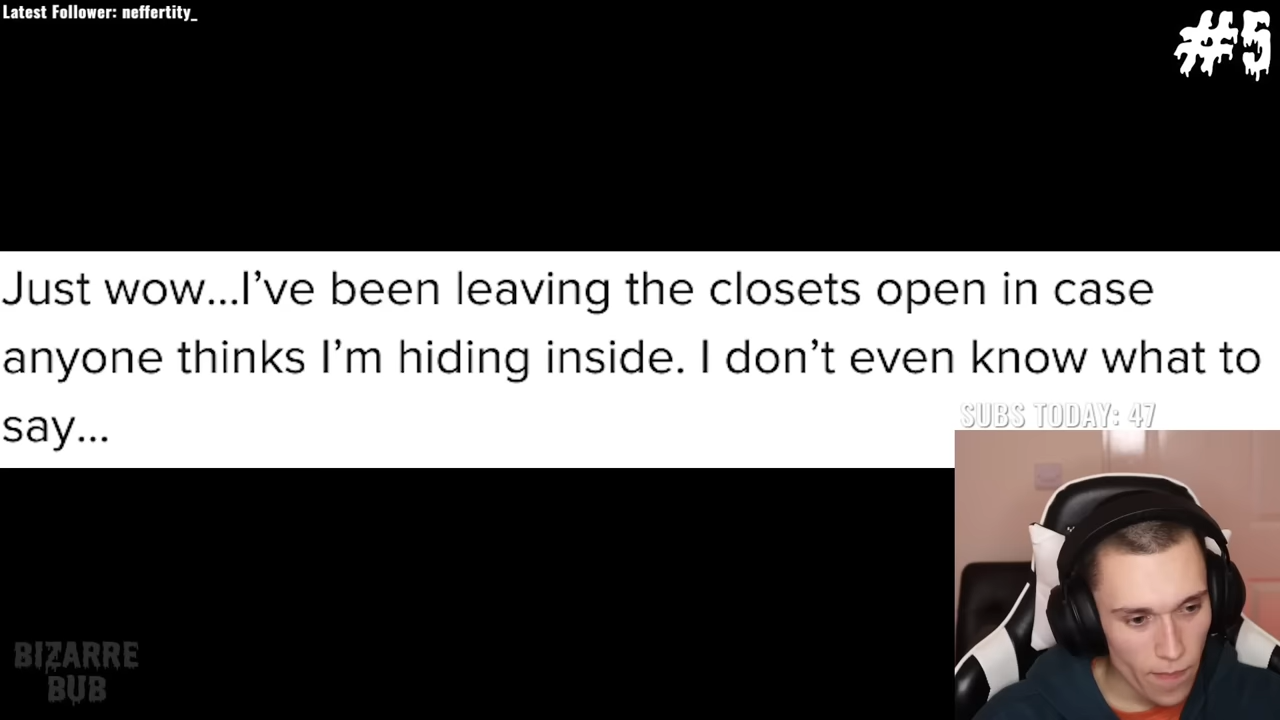 Latest Follower: neffertity_
#5
Just wow...I’ve been leaving the closets open in case
anyone thinks I’m hiding inside. I don’t even know what to
say...
SUBS TODAY: 47
BIZARRE
BUB